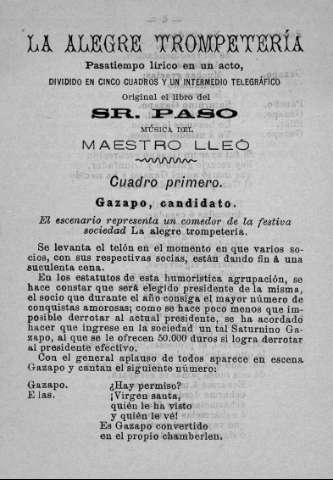 — 3 —
LA ALEGRE TROMPETERÍA
Pasatiempo lírico en un acto,
DIVIDIDO EN CINCO CUADROS Y UN INTERMEDIO TELEGRÁFICO
Original el libro del
SR. PASO
MÚSICA DEL
MAESTRO LLEÓ
Cuadro primero.
Gazapo, candidato.
El escenario representa un comedor de la festiva
sociedad La alegre trompetería.
Se levanta el telón en el momento en que varios so-
cios, con sus respectivas socias, están dando fin á una
suculenta cena.
En los estatutos de esta humorística agrupación, se
hace constar que será elegido presidente de la misma,
el socio que durante el año consiga el mayor número de
conquistas amorosas; como se hace poco menos que im-
posible derrotar al actual presidente, se ha acordado
hacer que ingrese en la sociedad un tal Saturnino Ga-
zapo, al que se le ofrecen 50.000 duros si logra derrotar
al presidente efectivo.
Con el general aplauso de todos aparece en escena
Gazapo y cantan el siguiente número:
Gazapo. ¿Hay permiso?
Ellas. ¡Virgen santa,
quién le ha visto
y quién le vé!
Es Gazapo convertido
en el propio chamberlen.